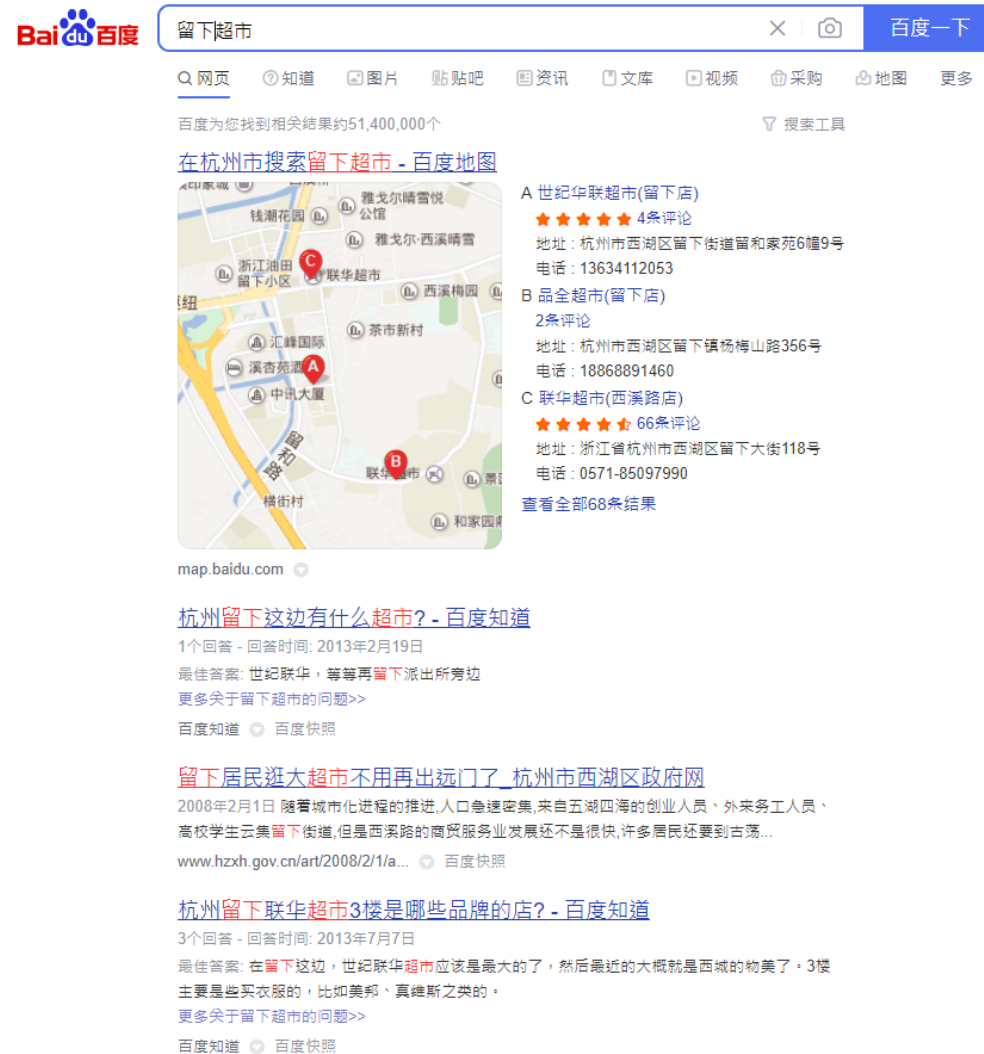 Bai du 百度
留下超市
百度一下
网页 知道 图片 贴吧 资讯 文库 视频 采购 地图 更多
百度为您找到相关结果约51,400,000个
搜索工具
在杭州市搜索留下超市 - 百度地图
钱潮花园
雅戈尔晴雪悦
公馆
雅戈尔·西溪晴雪
浙江油田
留下小区
C
联华超市
西溪梅园
茶市新村
汇峰国际
A
中讯大厦
留和路
B
横街村
和家园
A 世纪华联超市(留下店)
4条评论
地址：杭州市西湖区留下街道留和家苑6幢9号
电话：13634112053
B 品全超市(留下店)
2条评论
地址：杭州市西湖区留下镇杨梅山路356号
电话：18868891460
C 联华超市(西溪路店)
66条评论
地址：浙江省杭州市西湖区留下大街118号
电话：0571-85097990
查看全部68条结果
map.baidu.com
杭州留下这边有什么超市? - 百度知道
1个回答 - 回答时间: 2013年2月19日
最佳答案: 世纪联华，等等再留下派出所旁边
更多关于留下超市的问题>>
百度知道 百度快照
留下居民逛大超市不用再出远门了_杭州市西湖区政府网
2008年2月1日 随着城市化进程的推进,人口急速密集,来自五湖四海的创业人员、外来务工人员、
高校学生云集留下街道,但是西溪路的商贸服务业发展还不是很快,许多居民还要到古荡...
www.hzxh.gov.cn/art/2008/2/1/a... 百度快照
杭州留下联华超市3楼是哪些品牌的店? - 百度知道
3个回答 - 回答时间: 2013年7月7日
最佳答案: 在留下这边，世纪联华超市应该是最大的了，然后最近的大概就是西城的物美了。3楼
主要是些买衣服的，比如美邦、真维斯之类的。
更多关于留下超市的问题>>
百度知道 百度快照